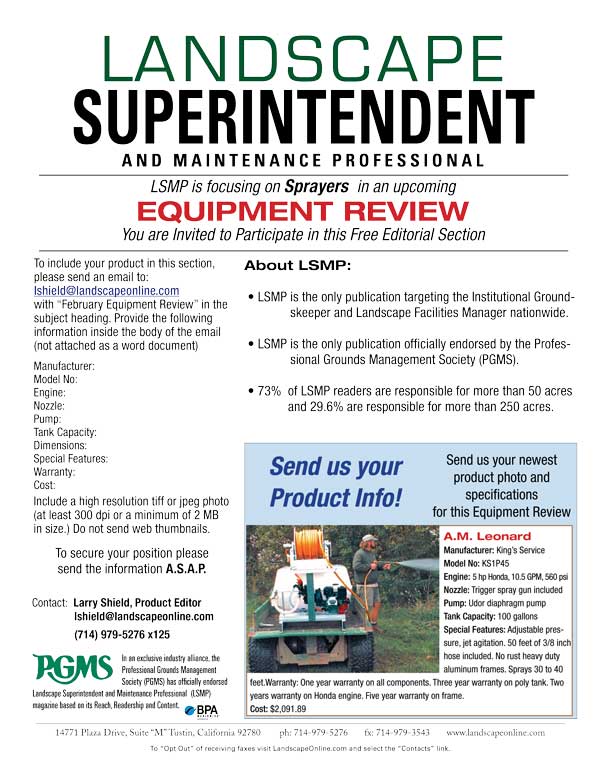 LANDSCAPE
SUPERINTENDENT
AND MAINTENANCE PROFESSIONAL
LSMP is focusing on Sprayers in an upcoming
EQUIPMENT REVIEW
You are Invited to Participate in this Free Editorial Section
To include your product in this section,
please send an email to:
lshield@landscapeonline.com
with “February Equipment Review” in the
subject heading. Provide the following
information inside the body of the email
(not attached as a word document)
Manufacturer:
Model No:
Engine:
Nozzle:
Pump:
Tank Capacity:
Dimensions:
Special Features:
Warranty:
Cost:
Include a high resolution tiff or jpeg photo
(at least 300 dpi or a minimum of 2 MB
in size.) Do not send web thumbnails.
To secure your position please
send the information A.S.A.P.
Contact: Larry Shield, Product Editor
lshield@landscapeonline.com
(714) 979-5276 x125
PGMS
In an exclusive industry alliance, the
Professional Grounds Management
Society (PGMS) has officially endorsed
Landscape Superintendent and Maintenance Professional (LSMP)
magazine based on its Reach, Readership and Content.
BPA
WORLDWIDE
About LSMP:
• LSMP is the only publication targeting the Institutional Ground-
skeeper and Landscape Facilities Manager nationwide.
• LSMP is the only publication officially endorsed by the Profes-
sional Grounds Management Society (PGMS).
• 73% of LSMP readers are responsible for more than 50 acres
and 29.6% are responsible for more than 250 acres.
Send us your
Product Info!
Send us your newest
product photo and
specifications
for this Equipment Review
A.M. Leonard
Manufacturer: King's Service
Model No: KS1P45
Engine: 5 hp Honda, 10.5 GPM, 560 psi
Nozzle: Trigger spray gun included
Pump: Udor diaphragm pump
Tank Capacity: 100 gallons
Special Features: Adjustable pres-
sure, jet agitation. 50 feet of 3/8 inch
hose included. No rust heavy duty
aluminum frames. Sprays 30 to 40
feet.Warranty: One year warranty on all components. Three year warranty on poly tank. Two
years warranty on Honda engine. Five year warranty on frame.
Cost: $2,091.89
14771 Plaza Drive, Suite “M” Tustin, California 92780 ph: 714-979-5276 fx: 714-979-3543 www.landscapeonline.com
To “Opt Out” of receiving faxes visit LandscapeOnline.com and select the “Contacts” link.